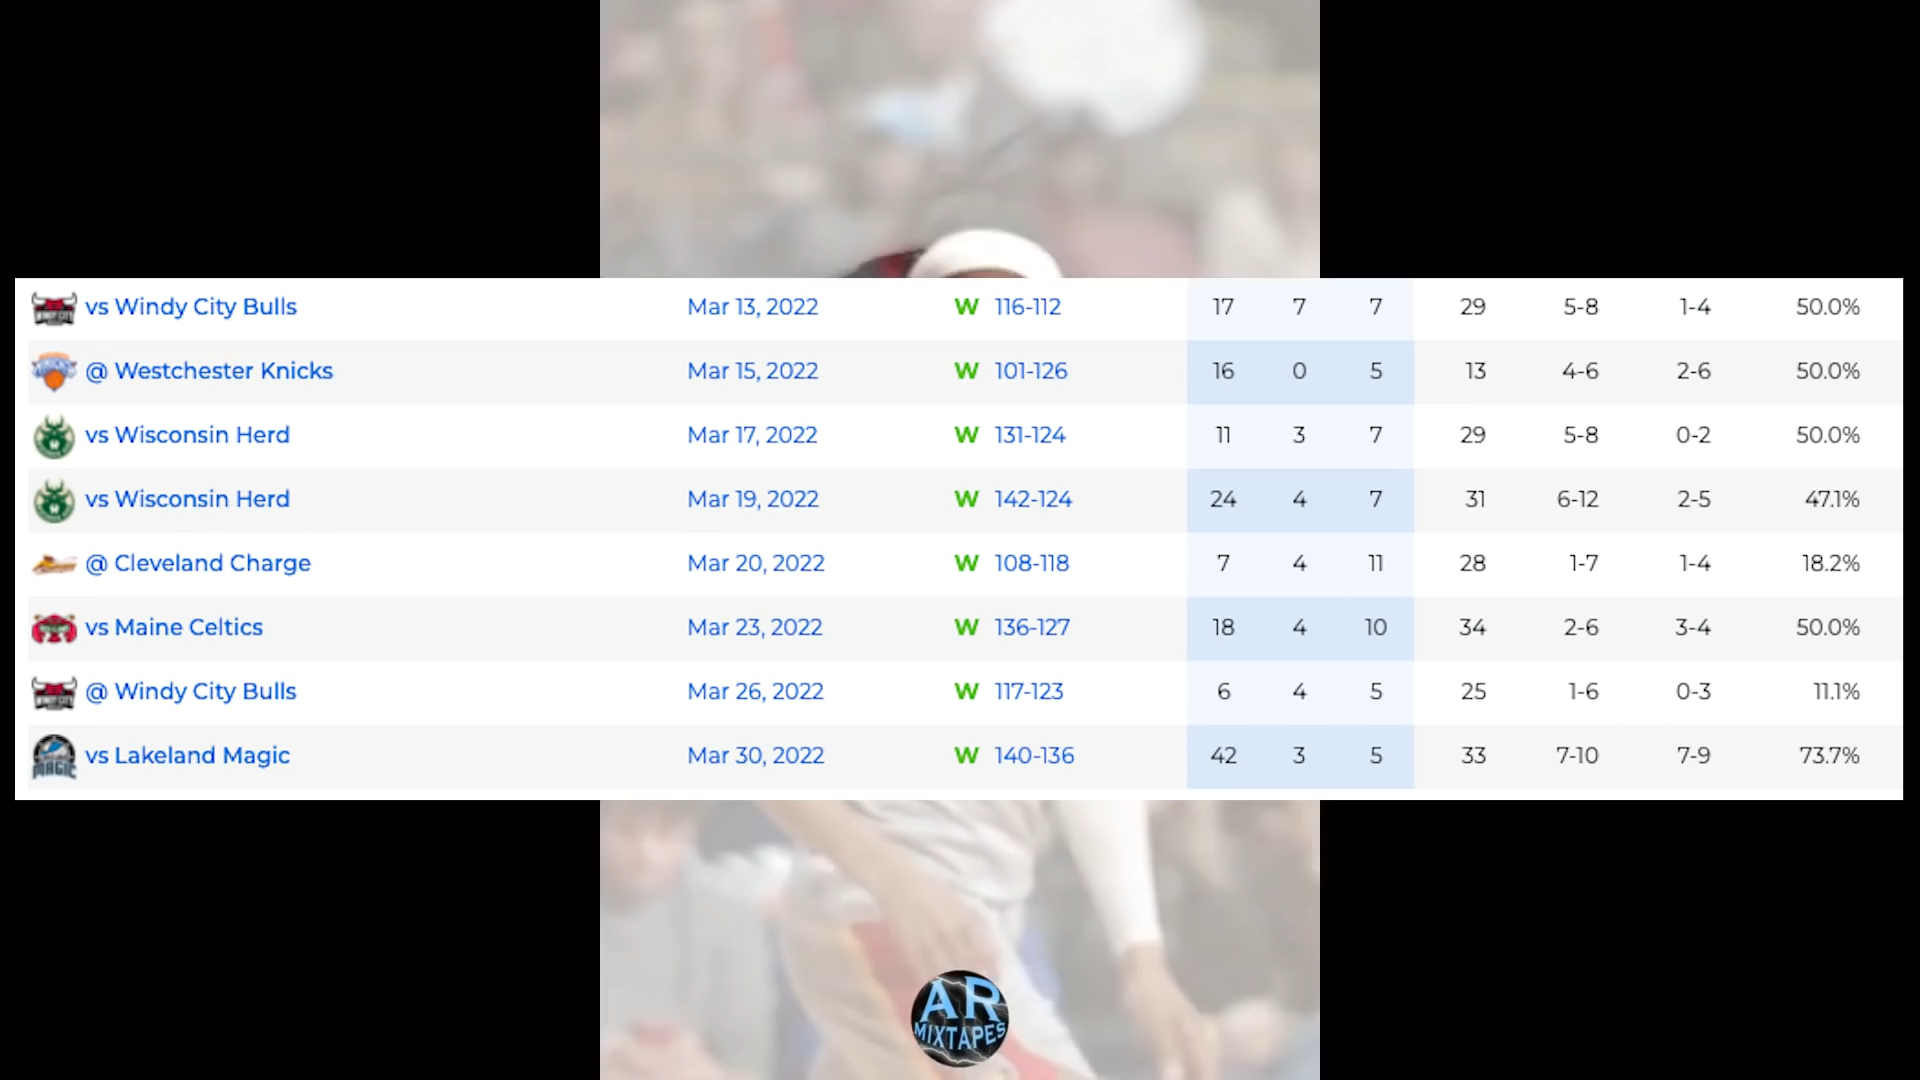 vs Windy City Bulls Mar 13, 2022 W 116-112 17 7 7 29 5-8 1-4 50.0%
@ Westchester Knicks Mar 15, 2022 W 101-126 16 0 5 13 4-6 2-6 50.0%
vs Wisconsin Herd Mar 17, 2022 W 131-124 11 3 7 29 5-8 0-2 50.0%
vs Wisconsin Herd Mar 19, 2022 W 142-124 24 4 7 31 6-12 2-5 47.1%
@ Cleveland Charge Mar 20, 2022 W 108-118 7 4 11 28 1-7 1-4 18.2%
vs Maine Celtics Mar 23, 2022 W 136-127 18 4 10 34 2-6 3-4 50.0%
@ Windy City Bulls Mar 26, 2022 W 117-123 6 4 5 25 1-6 0-3 11.1%
vs Lakeland Magic Mar 30, 2022 W 140-136 42 3 5 33 7-10 7-9 73.7%
MAGIC
AR
MIXTAPES